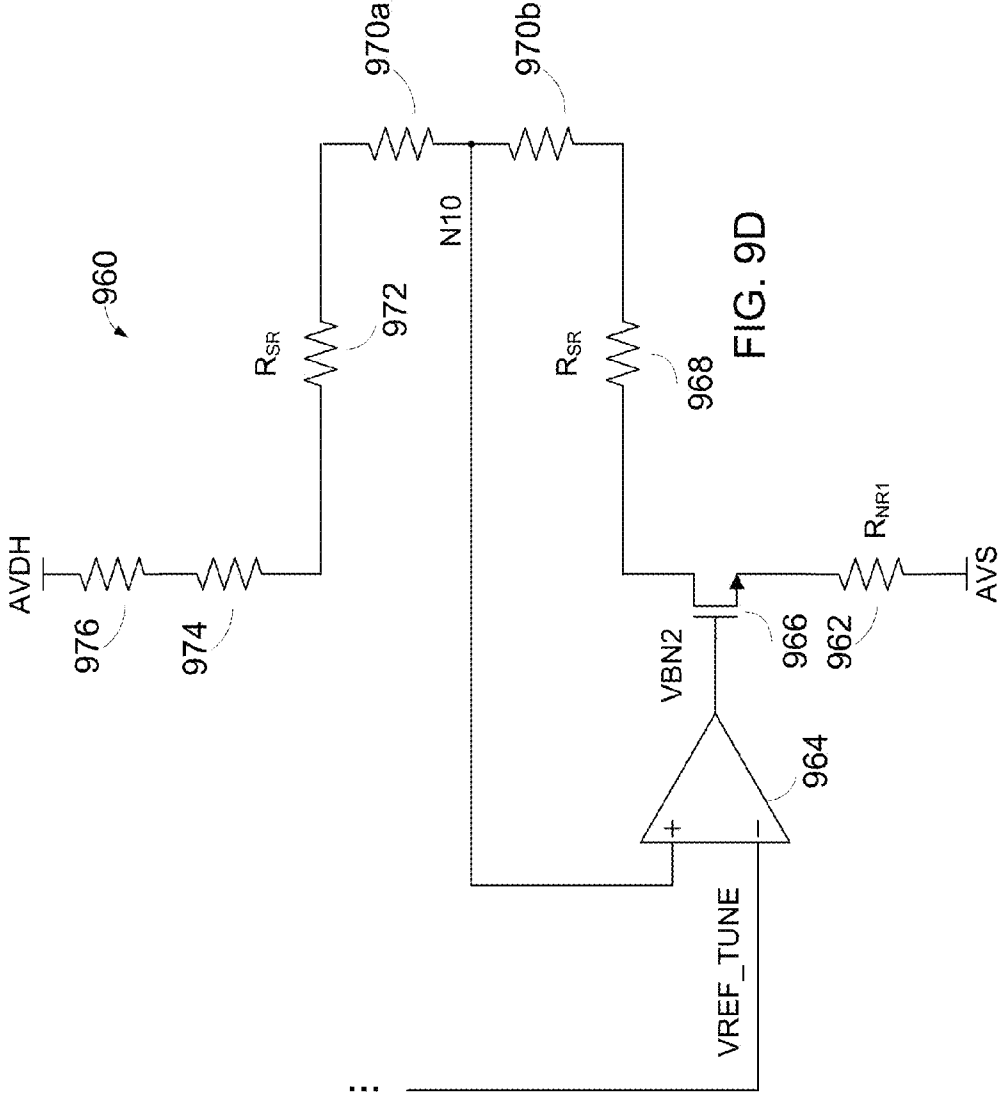 960
AVDH
976
974
R_SR
972
970a
N10
970b
R_SR
968
VBN2
966
R_NR1
962
AVS
964
+
−
VREF_TUNE
...
FIG. 9D